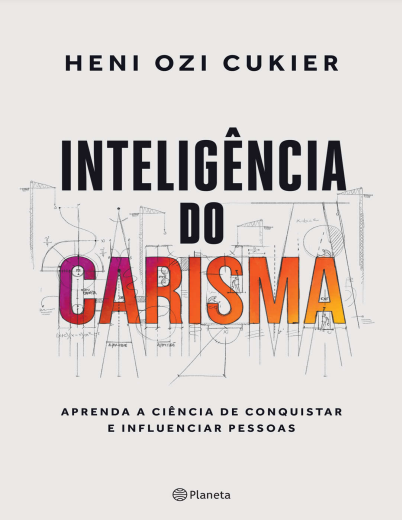 HENI OZI CUKIER
INTELIGÊNCIA
DO
CARISMA
APRENDA A CIÊNCIA DE CONQUISTAR
E INFLUENCIAR PESSOAS
Planeta